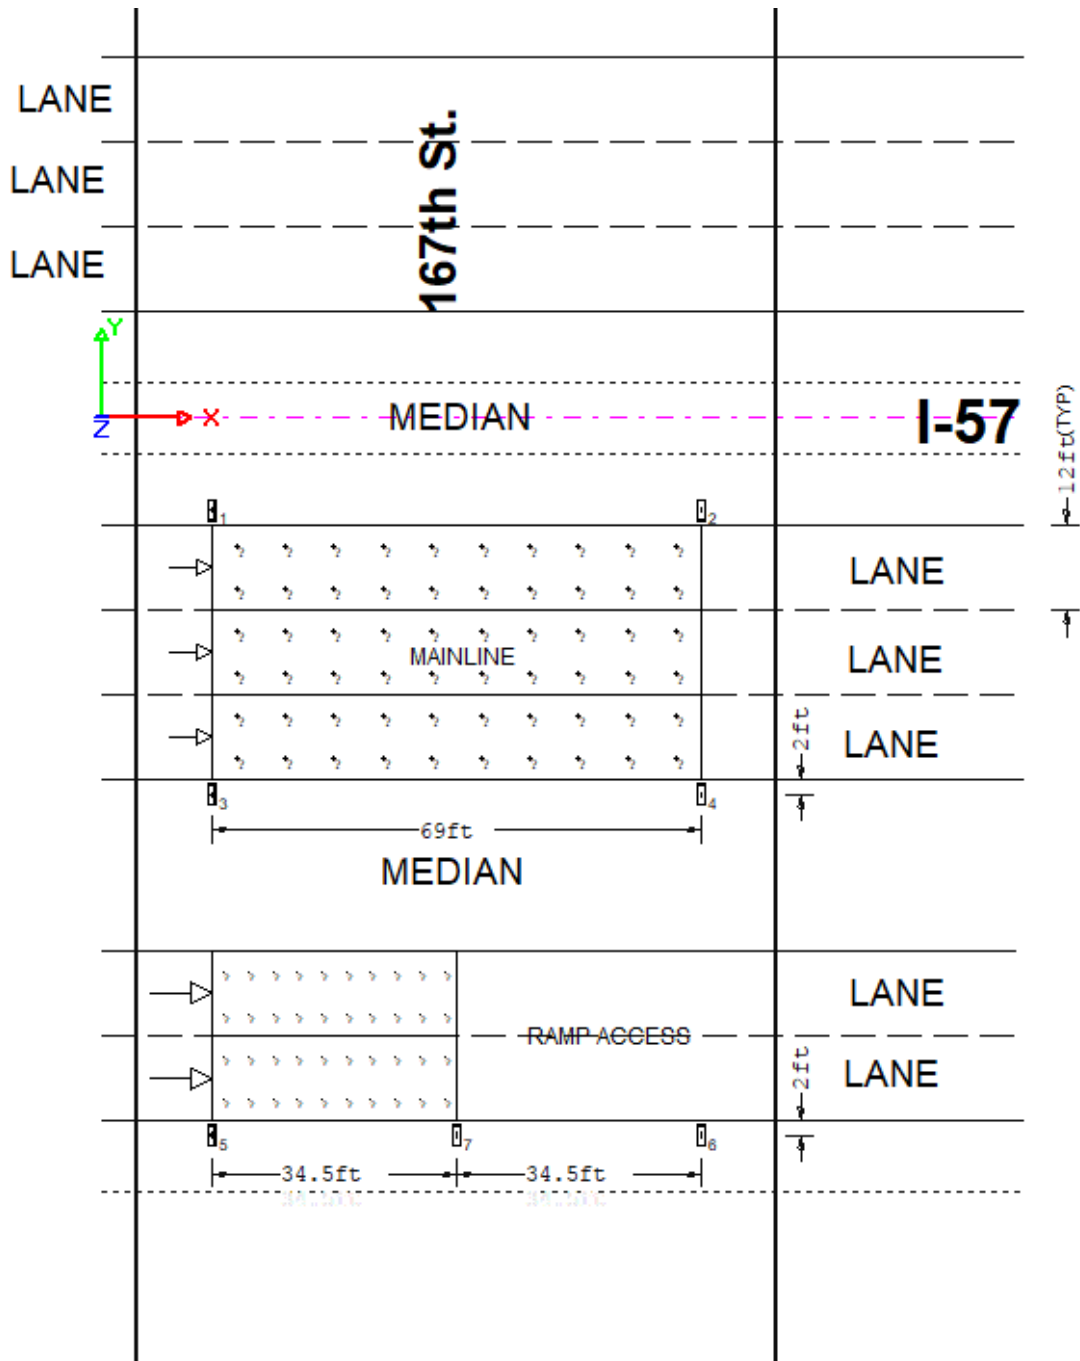 LANE
LANE
LANE
167th St.
Y
X
Z
MEDIAN
I-57
12ft(TYP)
1
2
LANE
MAINLINE
LANE
LANE
2ft
3
4
69ft
MEDIAN
LANE
RAMP ACCESS
LANE
2ft
5
7
6
34.5ft
34.5ft